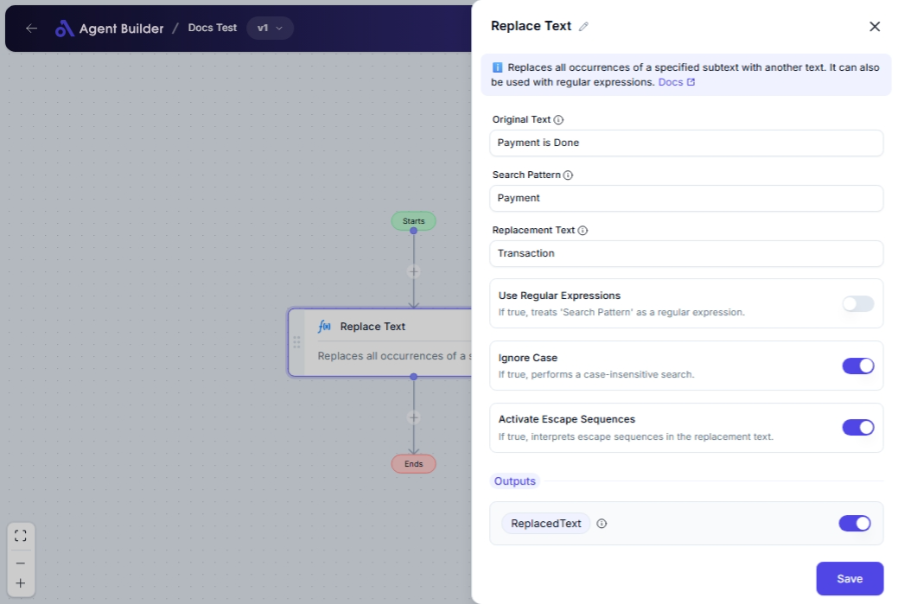 Agent Builder / Docs Test v1
Replace Text
Replaces all occurrences of a specified subtext with another text. It can also
be used with regular expressions. Docs
Original Text
Payment is Done
Search Pattern
Payment
Replacement Text
Transaction
Use Regular Expressions
If true, treats 'Search Pattern' as a regular expression.
Ignore Case
If true, performs a case-insensitive search.
Activate Escape Sequences
If true, interprets escape sequences in the replacement text.
Outputs
ReplacedText
Save
Starts
Replace Text
Replaces all occurrences of a s
Ends